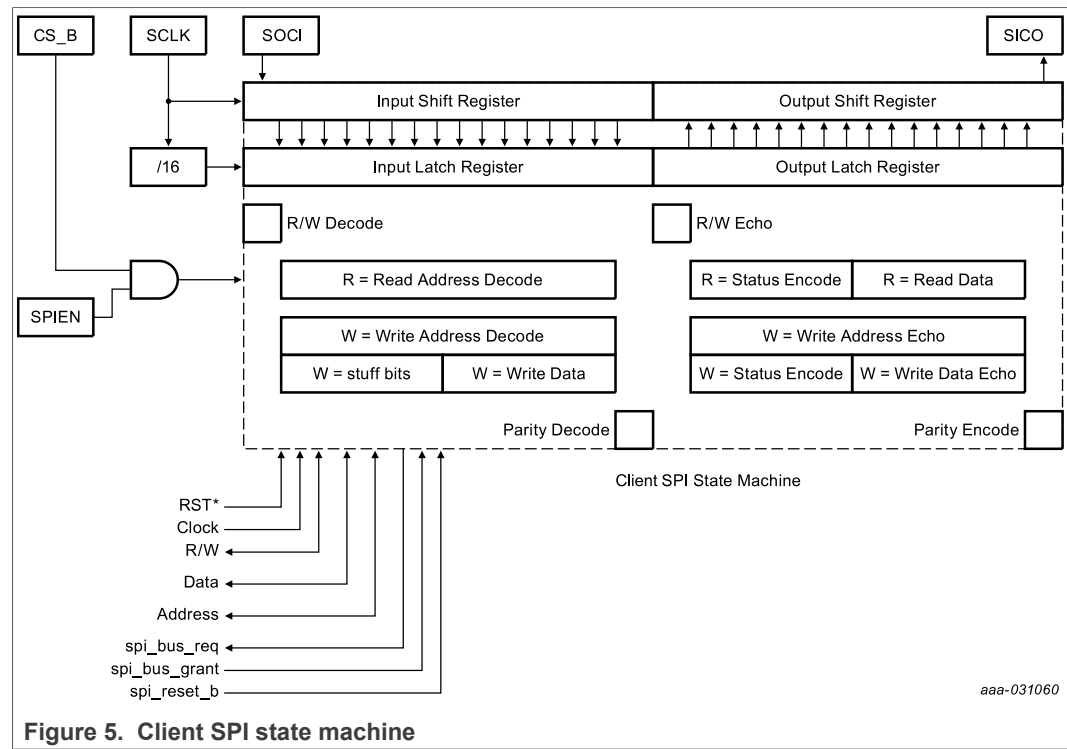 CS_B SCLK SOCI SICO
Input Shift Register Output Shift Register
/16 Input Latch Register Output Latch Register
R/W Decode R/W Echo
R = Read Address Decode R = Status Encode R = Read Data
SPIEN W = Write Address Decode W = Write Address Echo
W = stuff bits W = Write Data W = Status Encode W = Write Data Echo
Parity Decode Parity Encode
Client SPI State Machine
RST*
Clock
R/W
Data
Address
spi_bus_req
spi_bus_grant
spi_reset_b aaa-031060
Figure 5. Client SPI state machine